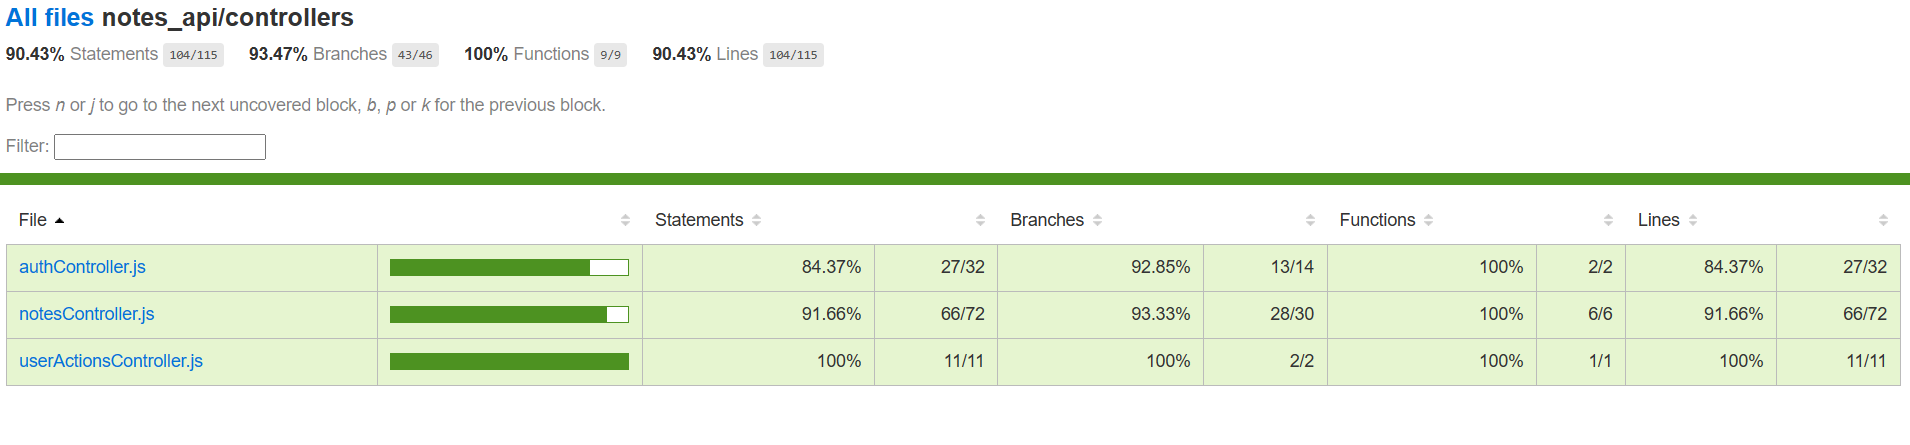 All files notes_api/controllers
90.43% Statements 104/115 93.47% Branches 43/46 100% Functions 9/9 90.43% Lines 104/115
Press n or j to go to the next uncovered block, b, p or k for the previous block.
Filter:
File Statements Branches Functions Lines
authController.js 84.37% 27/32 92.85% 13/14 100% 2/2 84.37% 27/32
notesController.js 91.66% 66/72 93.33% 28/30 100% 6/6 91.66% 66/72
userActionsController.js 100% 11/11 100% 2/2 100% 1/1 100% 11/11